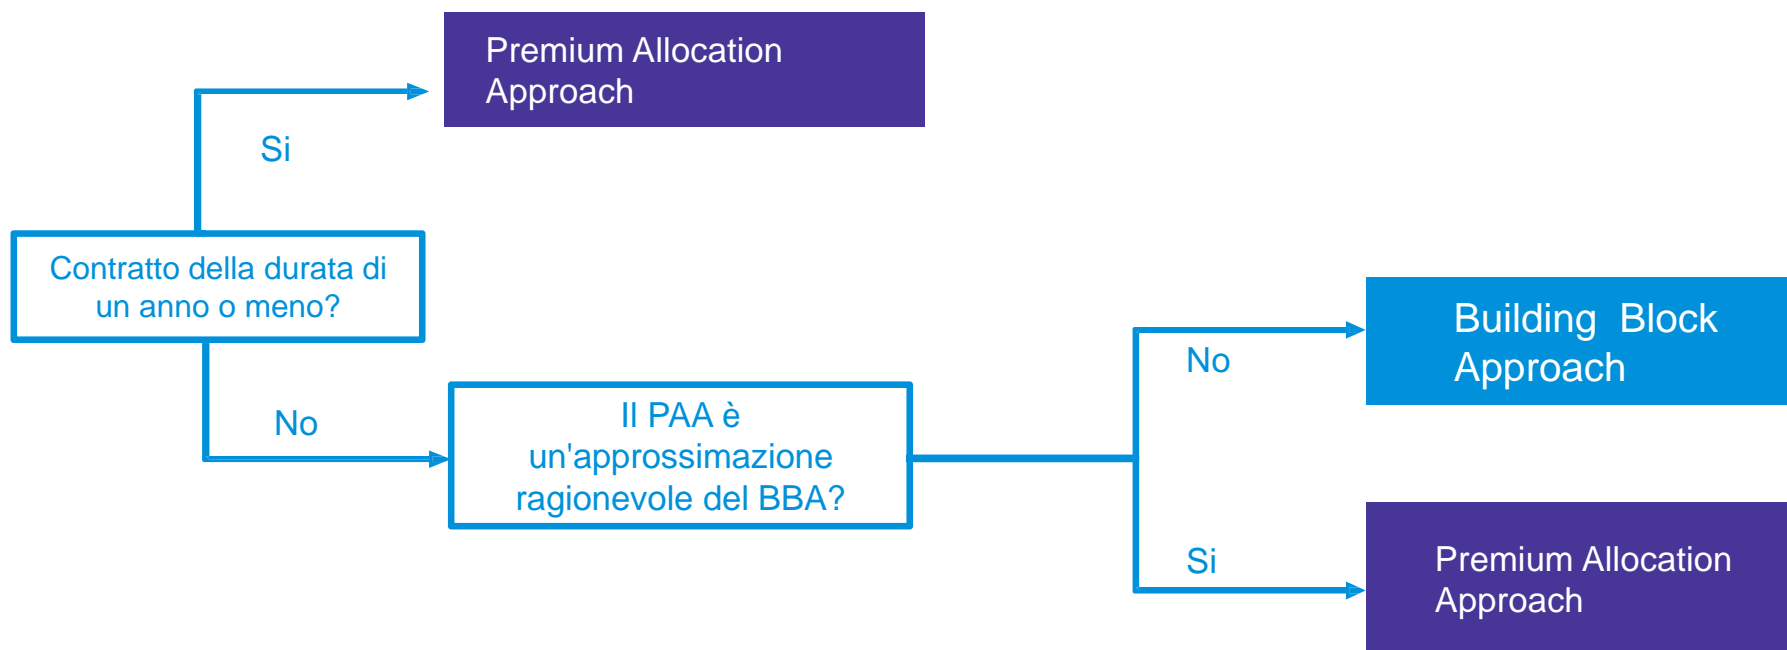 Premium Allocation
Approach
Si
Contratto della durata di
un anno o meno?
No
Il PAA è
un'approssimazione
ragionevole del BBA?
No
Building Block
Approach
Si
Premium Allocation
Approach